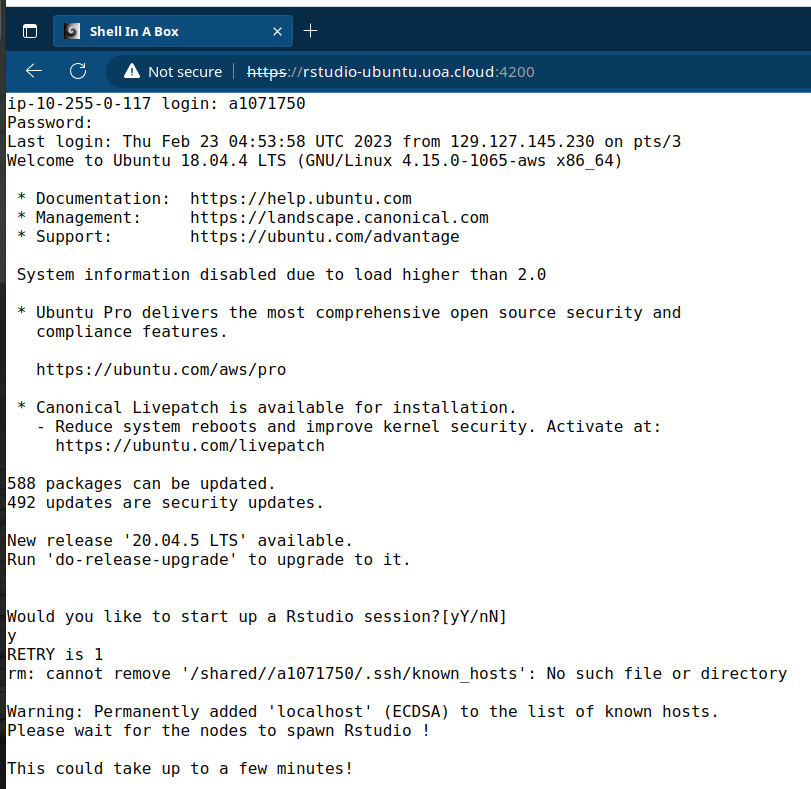 Shell In A Box
Not secure
https://rstudio-ubuntu.uoa.cloud:4200
ip-10-255-0-117 login: a1071750
Password:
Last login: Thu Feb 23 04:53:58 UTC 2023 from 129.127.145.230 on pts/3
Welcome to Ubuntu 18.04.4 LTS (GNU/Linux 4.15.0-1065-aws x86_64)
* Documentation:  https://help.ubuntu.com
* Management:     https://landscape.canonical.com
* Support:        https://ubuntu.com/advantage
System information disabled due to load higher than 2.0
* Ubuntu Pro delivers the most comprehensive open source security and
compliance features.
https://ubuntu.com/aws/pro
* Canonical Livepatch is available for installation.
- Reduce system reboots and improve kernel security. Activate at:
https://ubuntu.com/livepatch
588 packages can be updated.
492 updates are security updates.
New release '20.04.5 LTS' available.
Run 'do-release-upgrade' to upgrade to it.
Would you like to start up a Rstudio session?[yY/nN]
y
RETRY is 1
rm: cannot remove '/shared//a1071750/.ssh/known_hosts': No such file or directory
Warning: Permanently added 'localhost' (ECDSA) to the list of known hosts.
Please wait for the nodes to spawn Rstudio !
This could take up to a few minutes!